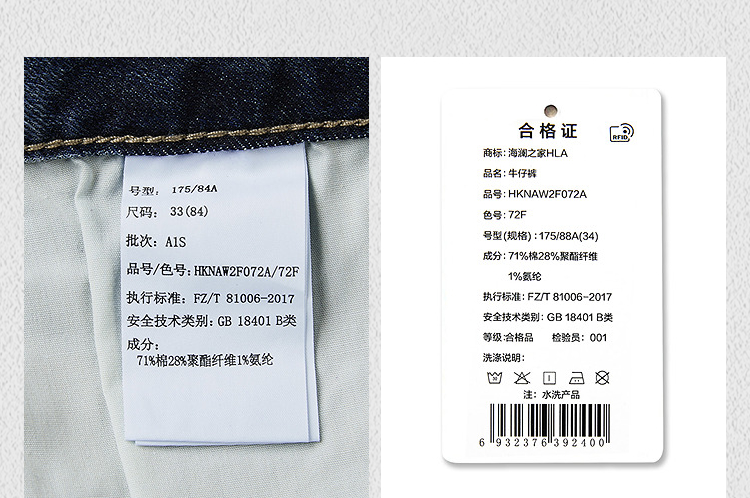 号型: 175/84A
尺码: 33(84)
批次: A1S
品号/色号: HKNAW2F072A/72F
执行标准: FZ/T 81006-2017
安全技术类别: GB 18401 B类
成分:
71%棉28%聚酯纤维1%氨纶
合格证
RFID
商标: 海澜之家HLA
品名: 牛仔裤
品号: HKNAW2F072A
色号: 72F
号型(规格): 175/88A(34)
成分: 71%棉28%聚酯纤维
1%氨纶
执行标准: FZ/T 81006-2017
安全技术类别: GB 18401 B类
等级:合格品 检验员: 001
洗涤说明:
30
注: 水洗产品
6 932376 392400